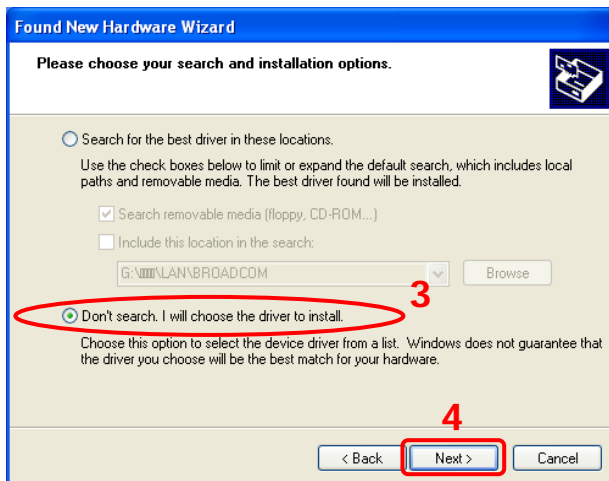 Found New Hardware Wizard
Please choose your search and installation options.
Search for the best driver in these locations.
Use the check boxes below to limit or expand the default search, which includes local
paths and removable media. The best driver found will be installed.
Search removable media (floppy, CD-ROM...)
Include this location in the search:
LAN\BROADCOM
Browse
3
Don't search. I will choose the driver to install.
Choose this option to select the device driver from a list. Windows does not guarantee that
the driver you choose will be the best match for your hardware.
4
< Back
Next >
Cancel